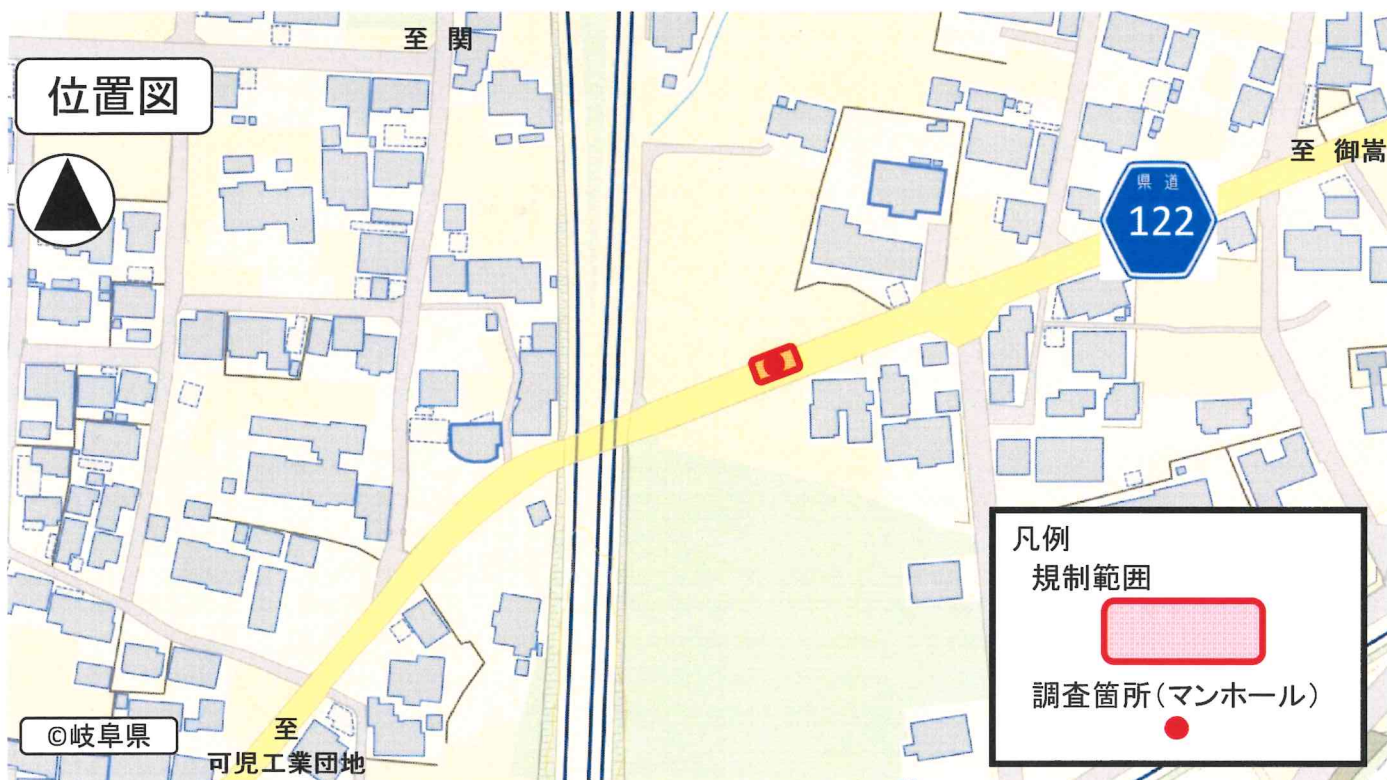 至 関
位置図
至 御嵩
県道
122
凡例
規制範囲
調査箇所(マンホール)
©岐阜県
至
可児工業団地